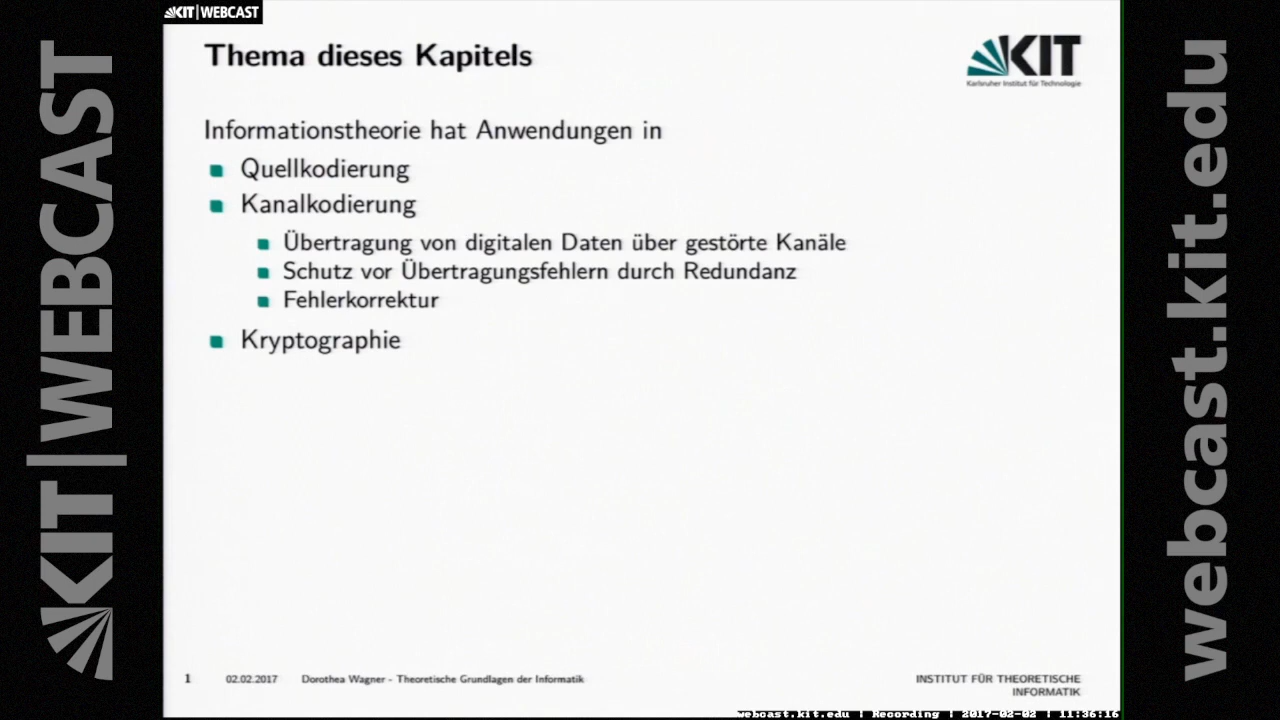 KIT|WEBCAST
KIT|WEBCAST
Thema dieses Kapitels
KIT
Karlsruher Institut für Technologie
Informationstheorie hat Anwendungen in
Quellkodierung
Kanalkodierung
Übertragung von digitalen Daten über gestörte Kanäle
Schutz vor Übertragungsfehlern durch Redundanz
Fehlerkorrektur
Kryptographie
1 02.02.2017 Dorothea Wagner - Theoretische Grundlagen der Informatik
INSTITUT FÜR THEORETISCHE
INFORMATIK
webcast.kit.edu | Recording | 2017-02-02 | 11:36:16
webcast.kit.edu